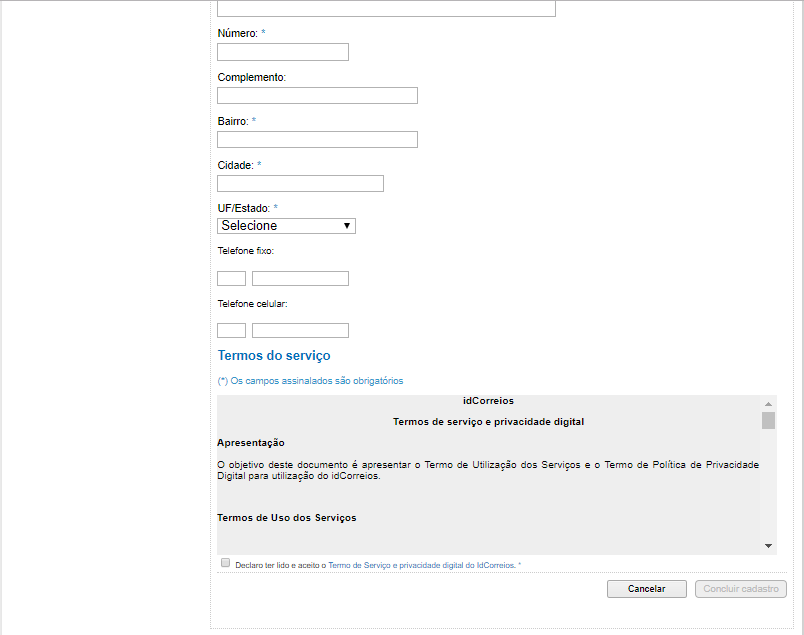 Número: *
Complemento:
Bairro: *
Cidade: *
UF/Estado: *
Selecione
Telefone fixo:
Telefone celular:
Termos do serviço
(*) Os campos assinalados são obrigatórios
idCorreios
Termos de serviço e privacidade digital
Apresentação
O objetivo deste documento é apresentar o Termo de Utilização dos Serviços e o Termo de Política de Privacidade
Digital para utilização do idCorreios.
Termos de Uso dos Serviços
Declaro ter lido e aceito o Termo de Serviço e privacidade digital do IdCorreios. *
Cancelar
Concluir cadastro